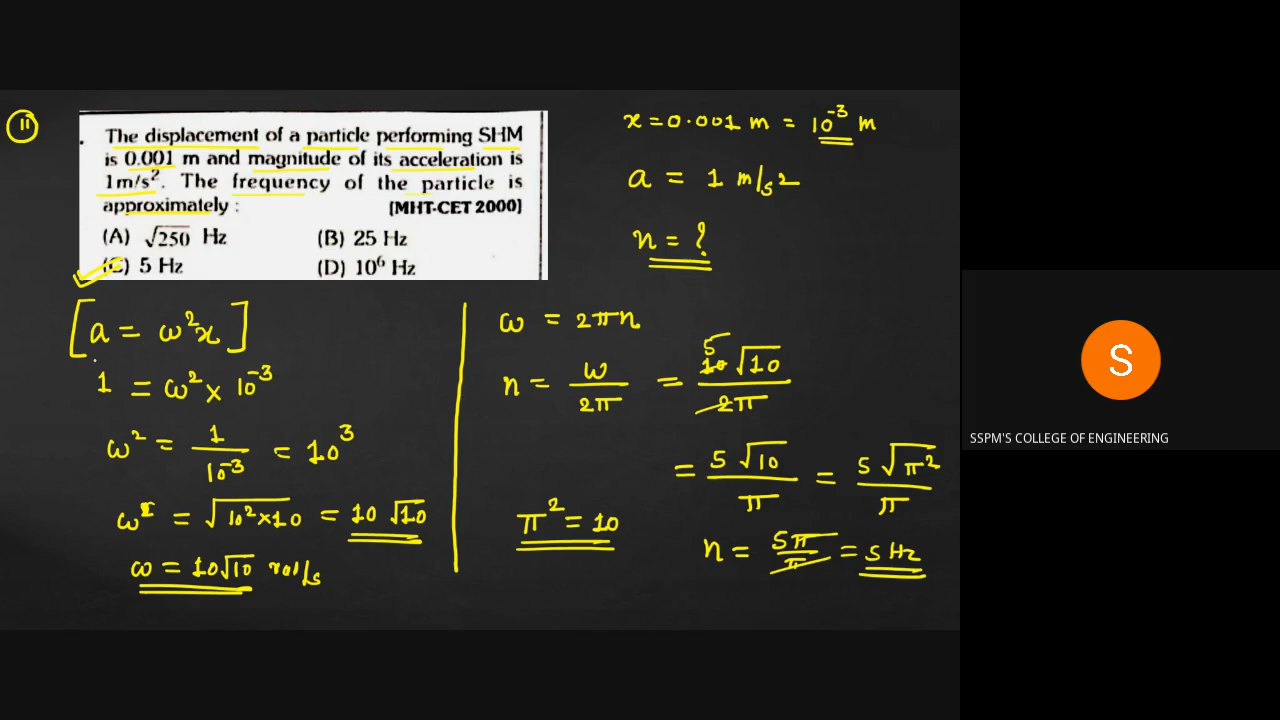 11
The displacement of a particle performing SHM
is 0.001 m and magnitude of its acceleration is
1m/s². The frequency of the particle is
approximately : [MHT-CET 2000]
(A) √250 Hz (B) 25 Hz
(C) 5 Hz (D) 10⁶ Hz
x = 0.001 m = 10⁻³ m
a = 1 m/s²
n = ?
[a = ω²x]
1 = ω² × 10⁻³
ω² = 1/10⁻³ = 10³
ω = √10²×10 = 10 √10
ω = 10√10 rad/s
ω = 2πn
n = ω/2π = 5 10 √10/2π
= 5 √10/π = 5 √π²/π
π² = 10
n = 5π/π = 5 Hz
S
SSPM'S COLLEGE OF ENGINEERING